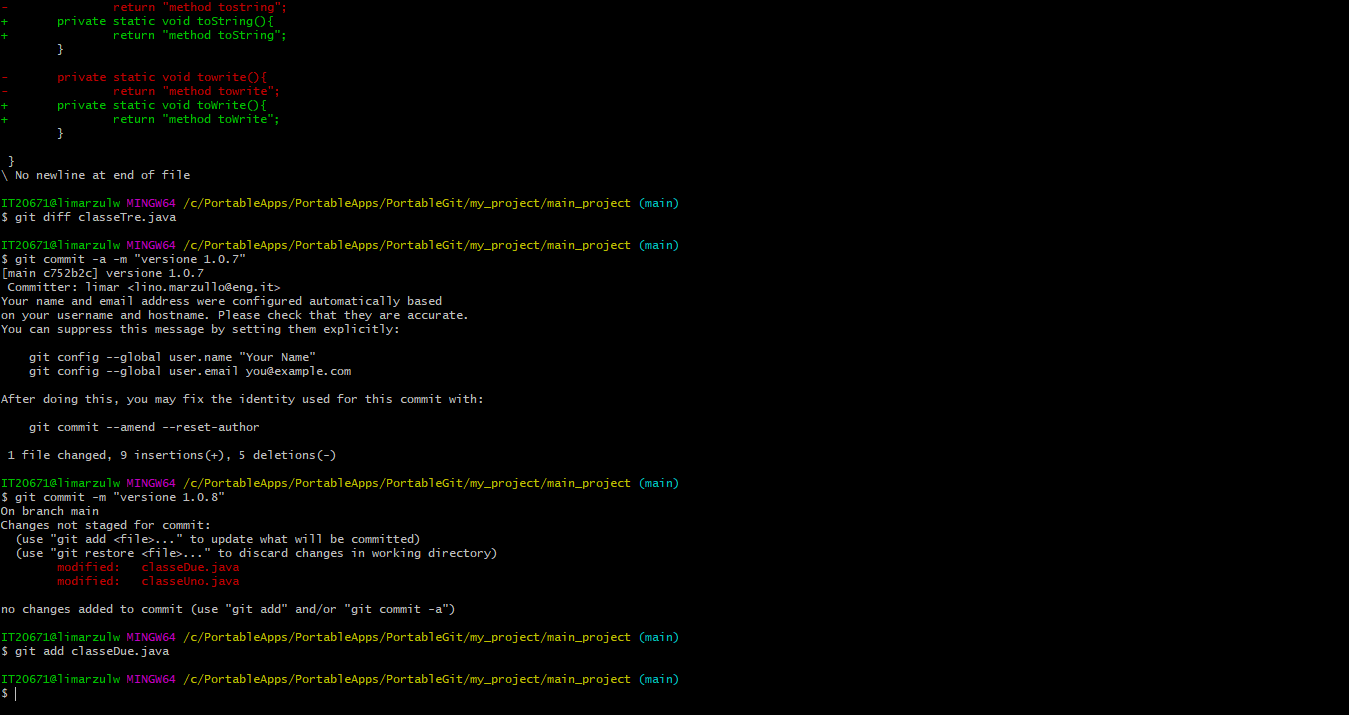 -               return "method tostring";
+       private static void toString(){
+               return "method toString";
        }
-       private static void towrite(){
-               return "method towrite";
+       private static void toWrite(){
+               return "method toWrite";
        }
 }
\ No newline at end of file
IT20671@limarzulw MINGW64 /c/PortableApps/PortableApps/PortableGit/my_project/main_project (main)
$ git diff classeTre.java
IT20671@limarzulw MINGW64 /c/PortableApps/PortableApps/PortableGit/my_project/main_project (main)
$ git commit -a -m "versione 1.0.7"
[main c752b2c] versione 1.0.7
 Committer: limar <lino.marzullo@eng.it>
Your name and email address were configured automatically based
on your username and hostname. Please check that they are accurate.
You can suppress this message by setting them explicitly:
    git config --global user.name "Your Name"
    git config --global user.email you@example.com
After doing this, you may fix the identity used for this commit with:
    git commit --amend --reset-author
 1 file changed, 9 insertions(+), 5 deletions(-)
IT20671@limarzulw MINGW64 /c/PortableApps/PortableApps/PortableGit/my_project/main_project (main)
$ git commit -m "versione 1.0.8"
On branch main
Changes not staged for commit:
  (use "git add <file>..." to update what will be committed)
  (use "git restore <file>..." to discard changes in working directory)
        modified:   classeDue.java
        modified:   classeUno.java
no changes added to commit (use "git add" and/or "git commit -a")
IT20671@limarzulw MINGW64 /c/PortableApps/PortableApps/PortableGit/my_project/main_project (main)
$ git add classeDue.java
IT20671@limarzulw MINGW64 /c/PortableApps/PortableApps/PortableGit/my_project/main_project (main)
$